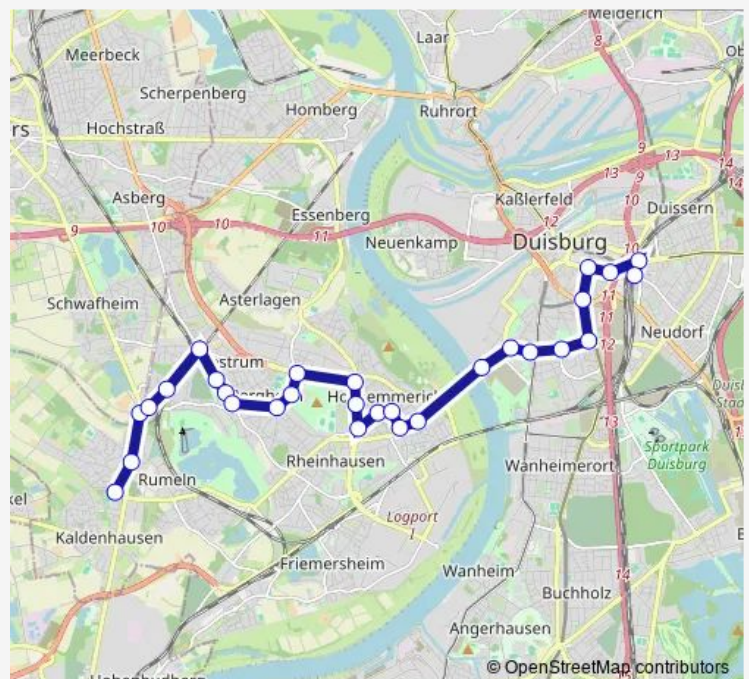 Meiderich
Laar
Meerbeck
8
Scherpenberg
Homberg
Ruhrort
ers
Hochstraß
9
13
14
13
9
14
Kaßlerfeld
10
Asberg
Essenberg
12
Duissern
9
10
10
11
Neuenkamp
Duisburg
10
Asterlagen
11
Schwafheim
11
12
Neudorf
Rumeln
Rheinhausen
13
Sportpark
Duisburg
Wanheimerort
Kaldenhausen
Logport
I
Friemersheim
Wanheim
14
Buchholz
Angerhausen
© OpenStreetMap contributors